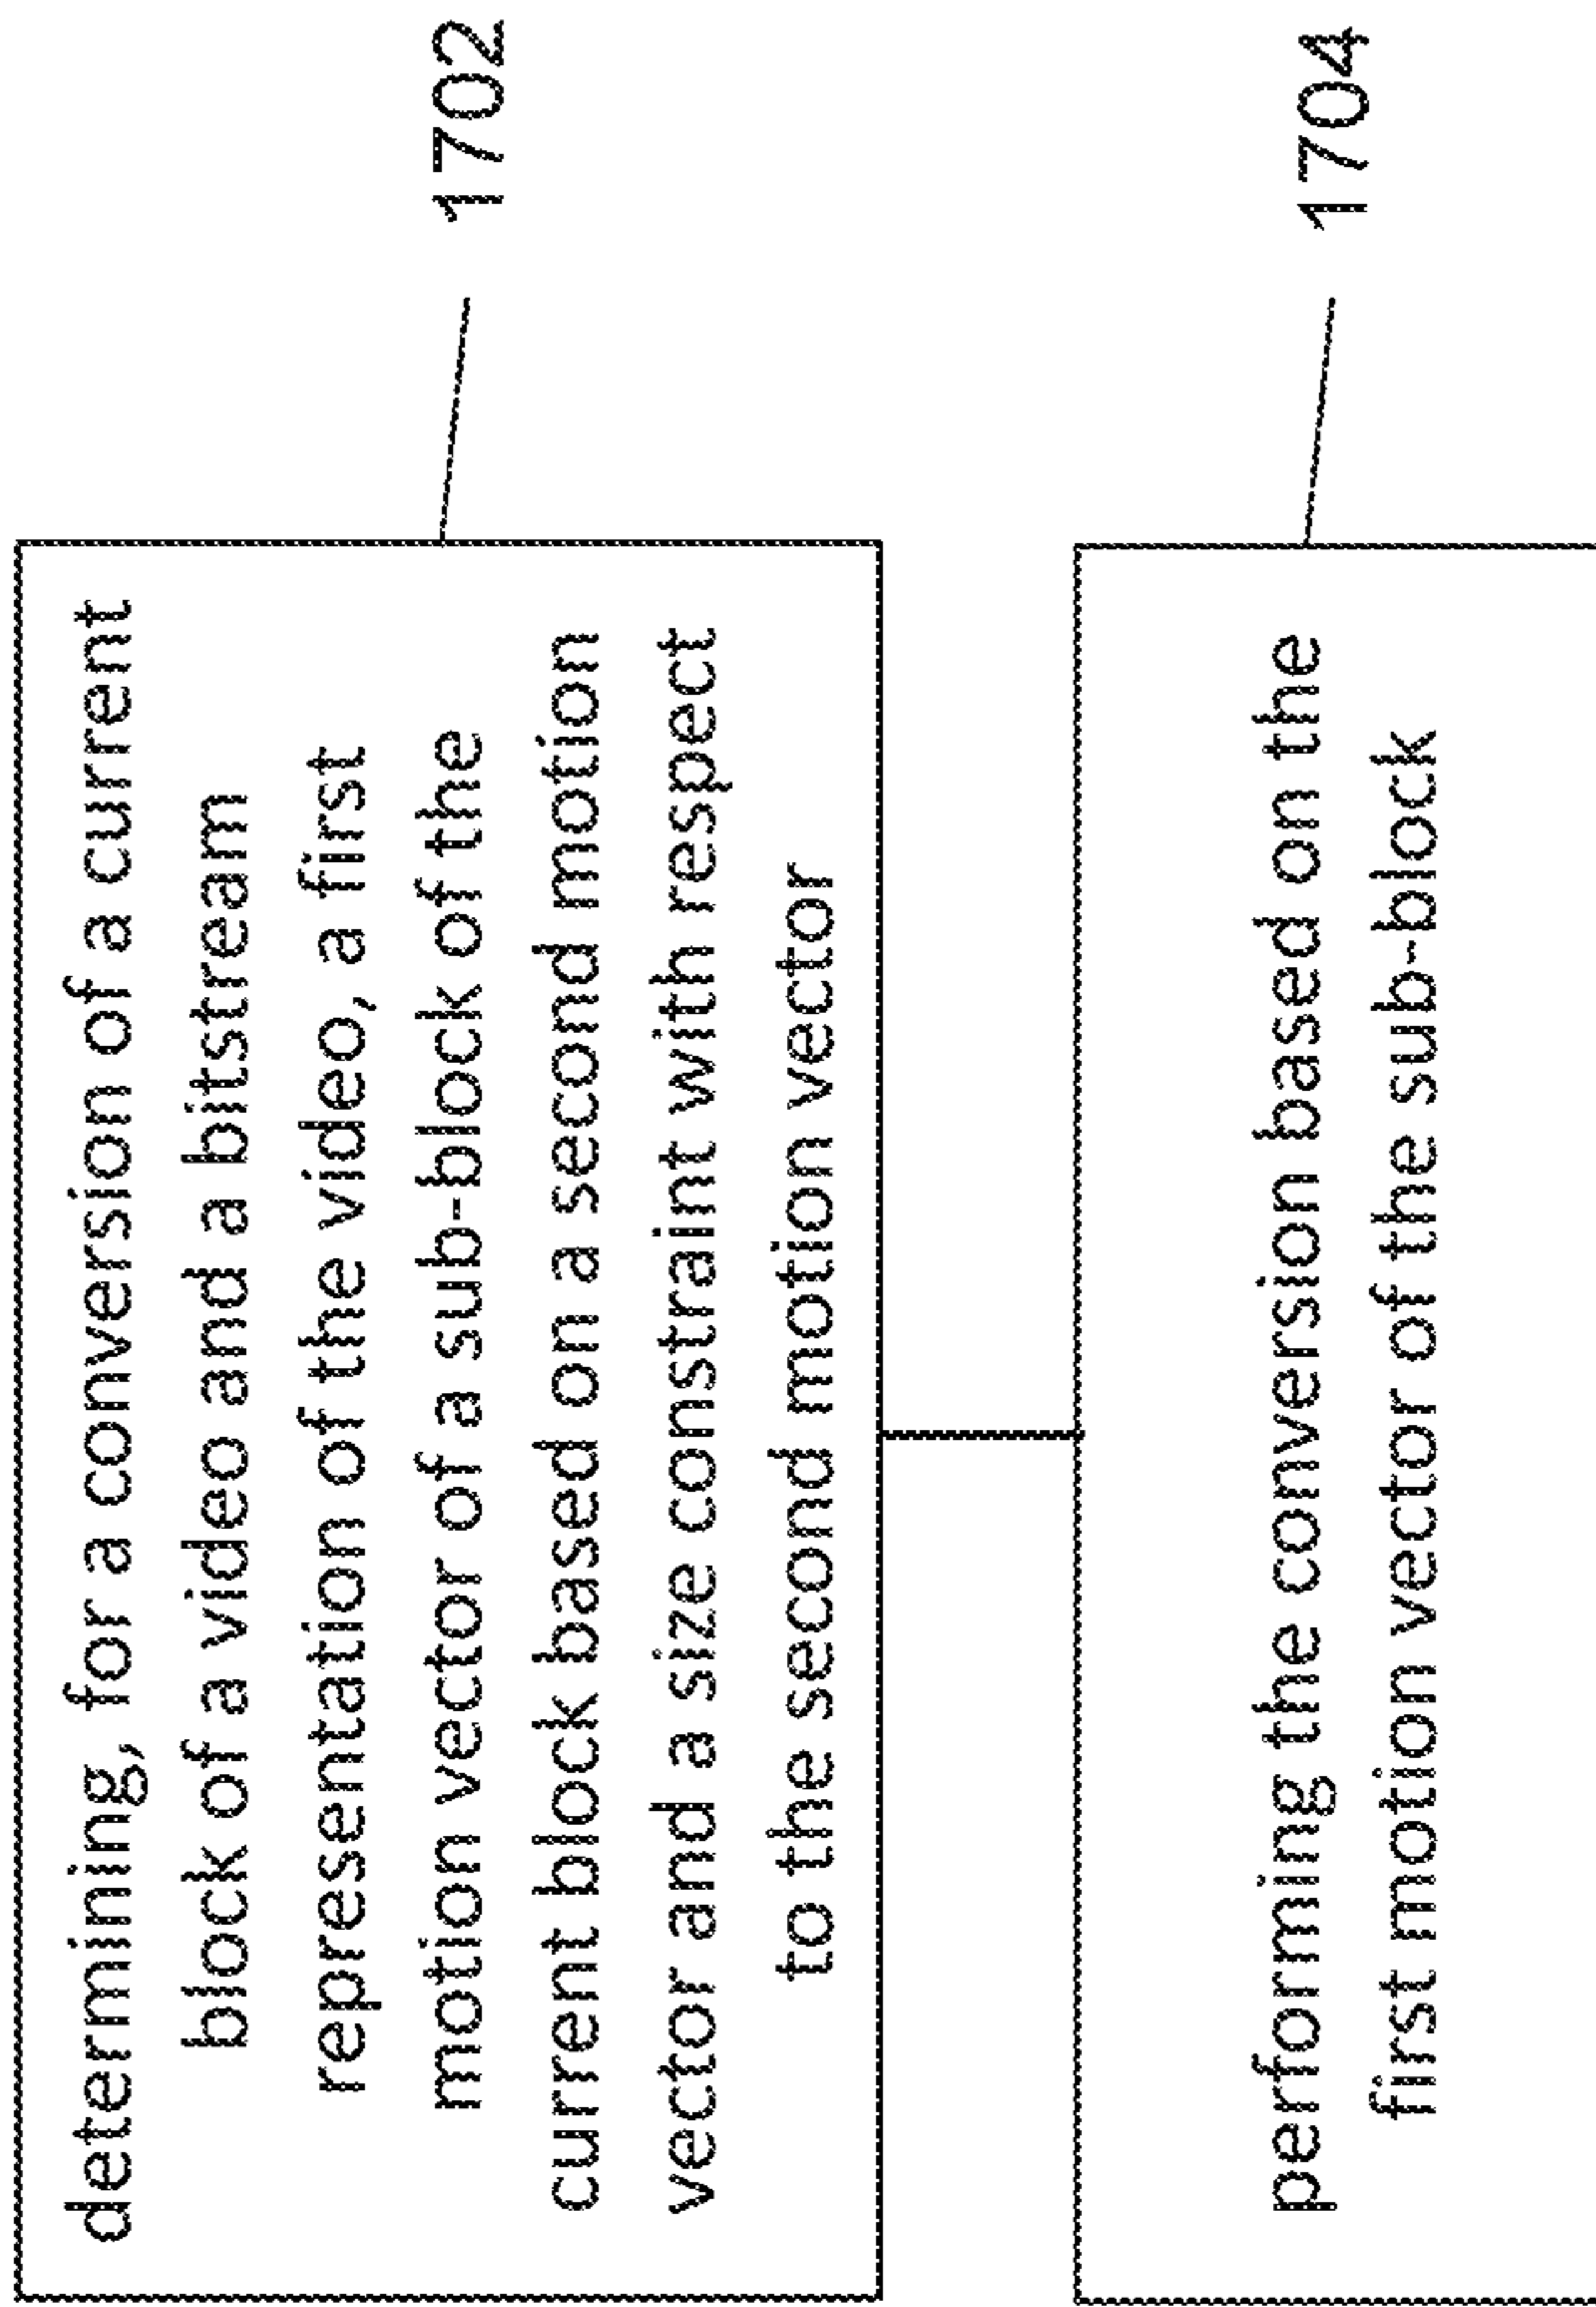 determining, for a conversion of a current
block of a video and a bitstream
representation of the video, a first
motion vector of a sub-block of the
current block based on a second motion
vector and a size constraint with respect
to the second motion vector
1702
performing the conversion based on the
first motion vector of the sub-block
1704